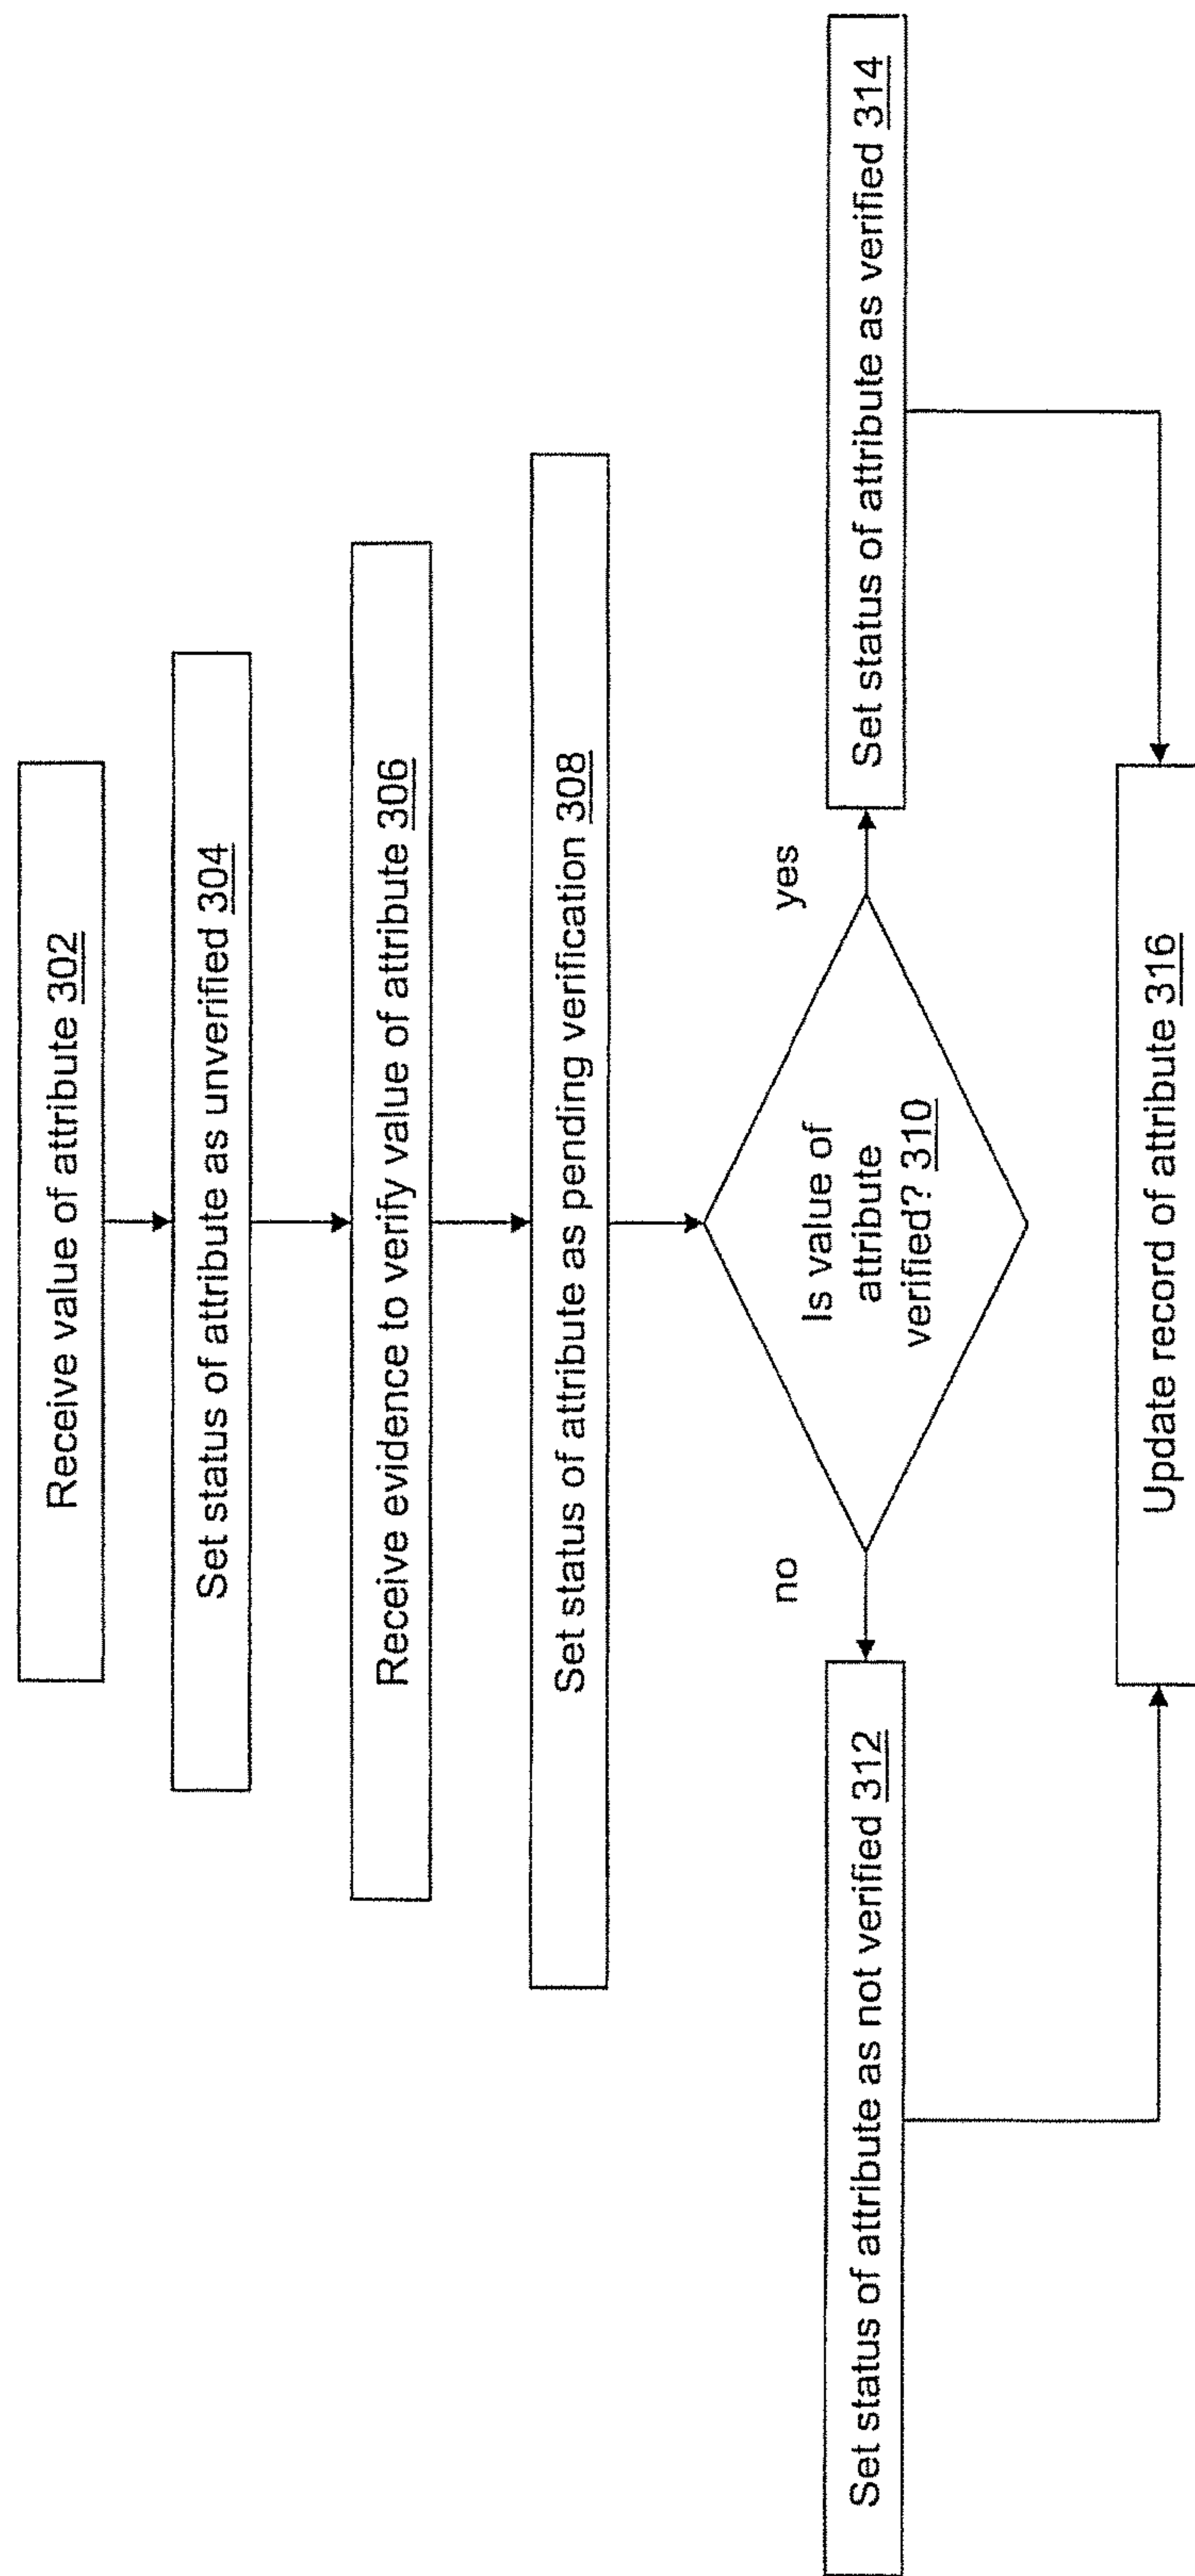 Receive value of attribute 302
Set status of attribute as unverified 304
Receive evidence to verify value of attribute 306
Set status of attribute as pending verification 308
Is value of
attribute
verified? 310
no
yes
Set status of attribute as not verified 312
Set status of attribute as verified 314
Update record of attribute 316